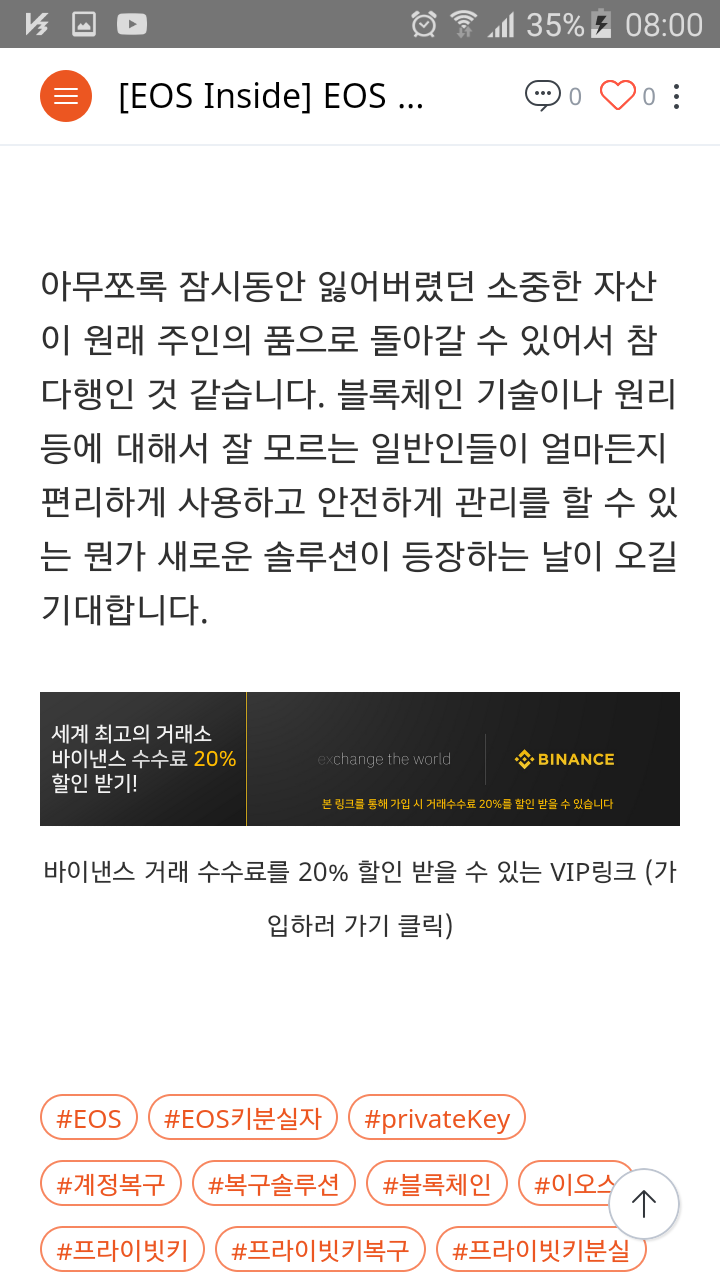 35% 08:00
[EOS Inside] EOS ...
0 0
아무쪼록 잠시동안 잃어버렸던 소중한 자산
이 원래 주인의 품으로 돌아갈 수 있어서 참
다행인 것 같습니다. 블록체인 기술이나 원리
등에 대해서 잘 모르는 일반인들이 얼마든지
편리하게 사용하고 안전하게 관리를 할 수 있
는 뭔가 새로운 솔루션이 등장하는 날이 오길
기대합니다.
세계 최고의 거래소
바이낸스 수수료 20%
할인 받기!
exchange the world
BINANCE
본 링크를 통해 가입 시 거래수수료 20%를 할인 받을 수 있습니다
바이낸스 거래 수수료를 20% 할인 받을 수 있는 VIP링크 (가
입하러 가기 클릭)
#EOS #EOS키분실자 #privateKey
#계정복구 #복구솔루션 #블록체인 #이오스
#프라이빗키 #프라이빗키복구 #프라이빗키분실